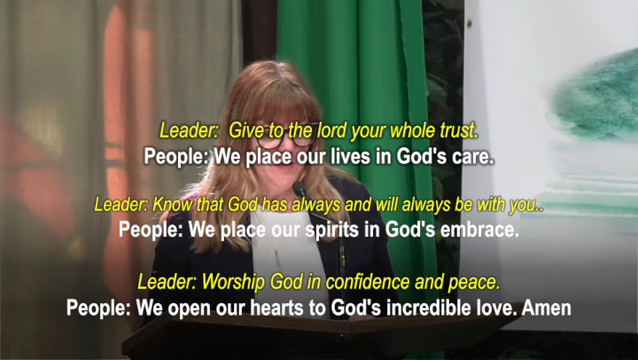 Leader:  Give to the lord your whole trust.
People: We place our lives in God's care.
Leader: Know that God has always and will always be with you..
People: We place our spirits in God's embrace.
Leader: Worship God in confidence and peace.
People: We open our hearts to God's incredible love. Amen